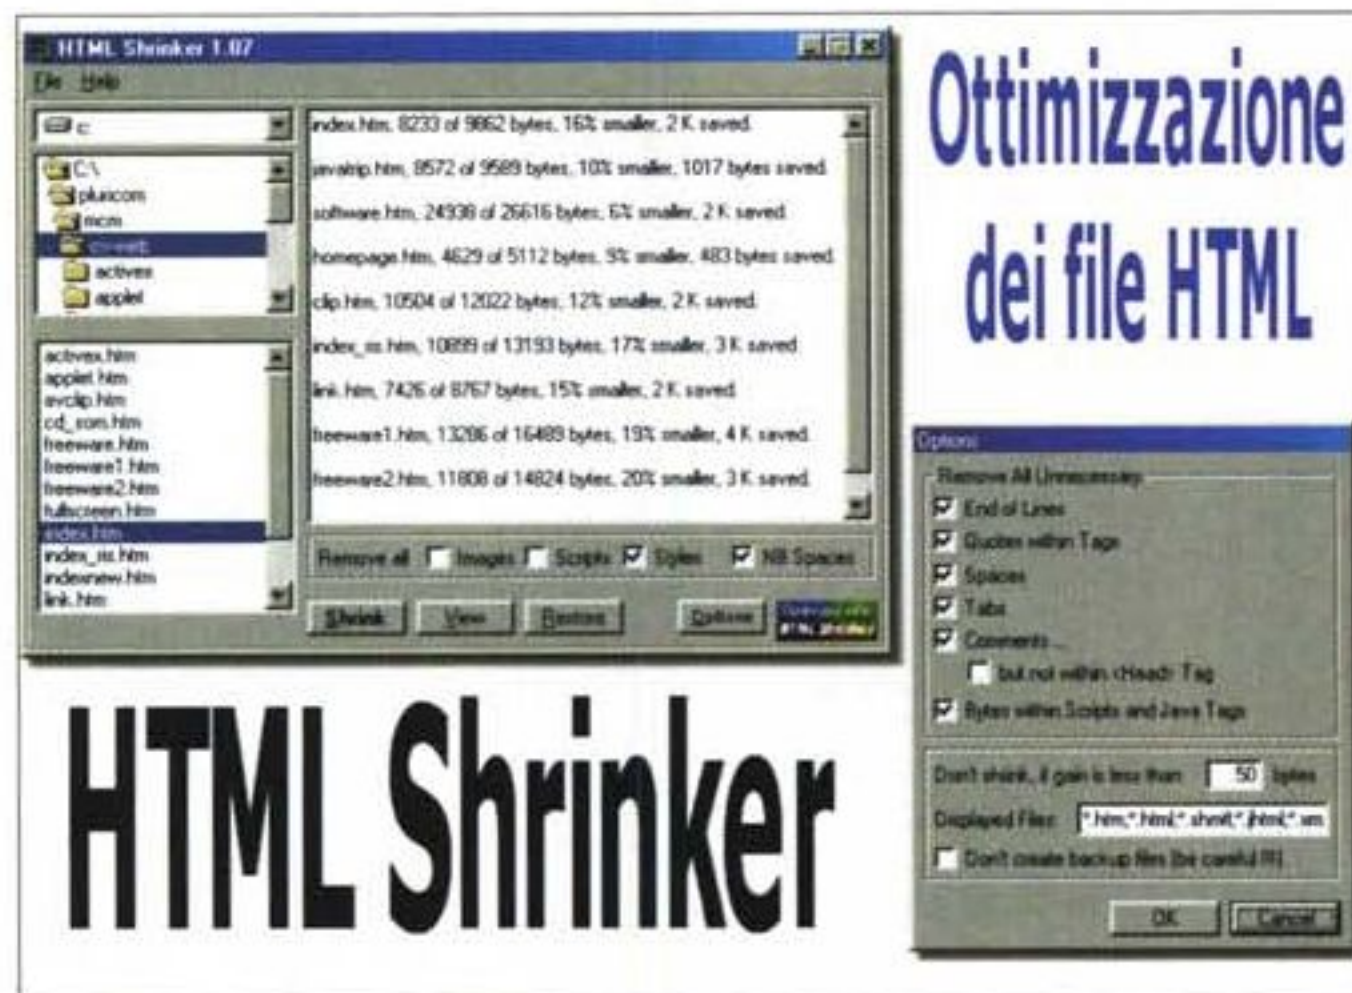 HTML Shrinker 1.07
File Help
c:
C:\
pluricom
mcm
activex
applet
index.htm, 8233 of 9862 bytes, 16% smaller, 2 K saved.
javatrip.htm, 8572 of 9589 bytes, 10% smaller, 1017 bytes saved.
software.htm, 24938 of 26616 bytes, 6% smaller, 2 K saved.
homepage.htm, 4629 of 5112 bytes, 9% smaller, 483 bytes saved.
clip.htm, 10504 of 12022 bytes, 12% smaller, 2 K saved.
index_ss.htm, 10899 of 13193 bytes, 17% smaller, 3 K saved.
link.htm, 7426 of 8767 bytes, 15% smaller, 2 K saved.
freeware1.htm, 13286 of 16489 bytes, 19% smaller, 4 K saved.
freeware2.htm, 11808 of 14824 bytes, 20% smaller, 3 K saved.
activex.htm
applet.htm
avclip.htm
cd_rom.htm
freeware.htm
freeware1.htm
freeware2.htm
fullscreen.htm
index.htm
index_ss.htm
indexnew.htm
link.htm
Remove all Images Scripts Styles NB Spaces
Shrink View Restore Options
HTML Shrinker
Ottimizzazione
dei file HTML
Options
Remove All Unnecessary
End of Lines
Quotes within Tags
Spaces
Tabs
Comments ...
but not within <Head> Tag
Bytes within Scripts and Java Tags
Don't shrink, if gain is less than 50 bytes
Displayed Files *.htm;*.html;*.shmtl;*.jhtml;*.xm
Don't create backup files (be careful !!!)
OK Cancel
HTML Shrinker